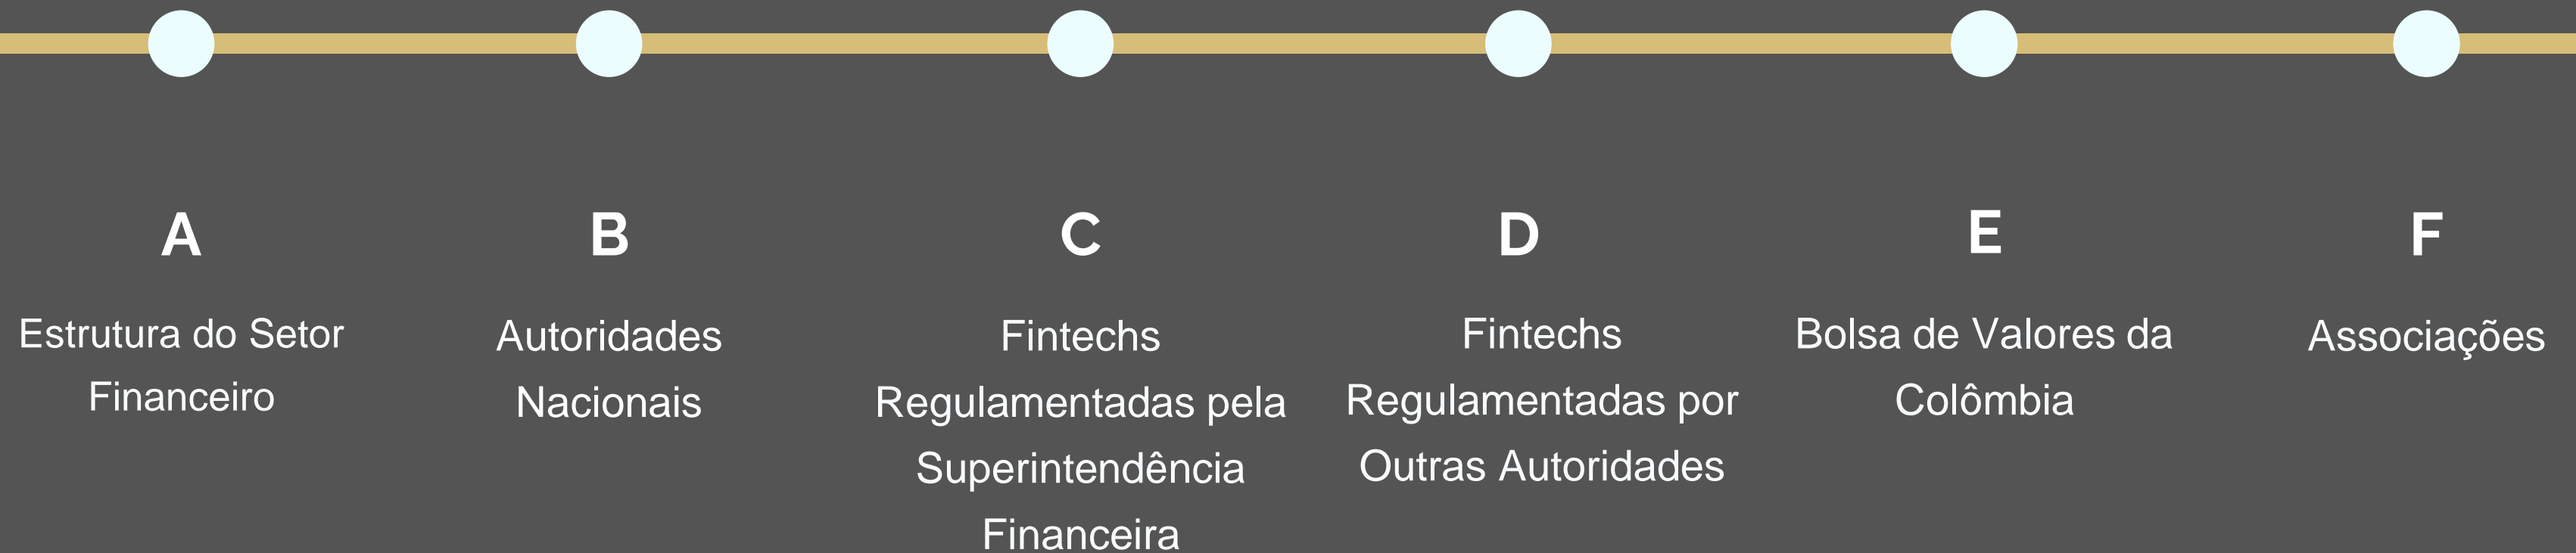 A
Estrutura do Setor
Financeiro
B
Autoridades
Nacionais
C
Fintechs
Regulamentadas pela
Superintendência
Financeira
D
Fintechs
Regulamentadas por
Outras Autoridades
E
Bolsa de Valores da
Colômbia
F
Associações